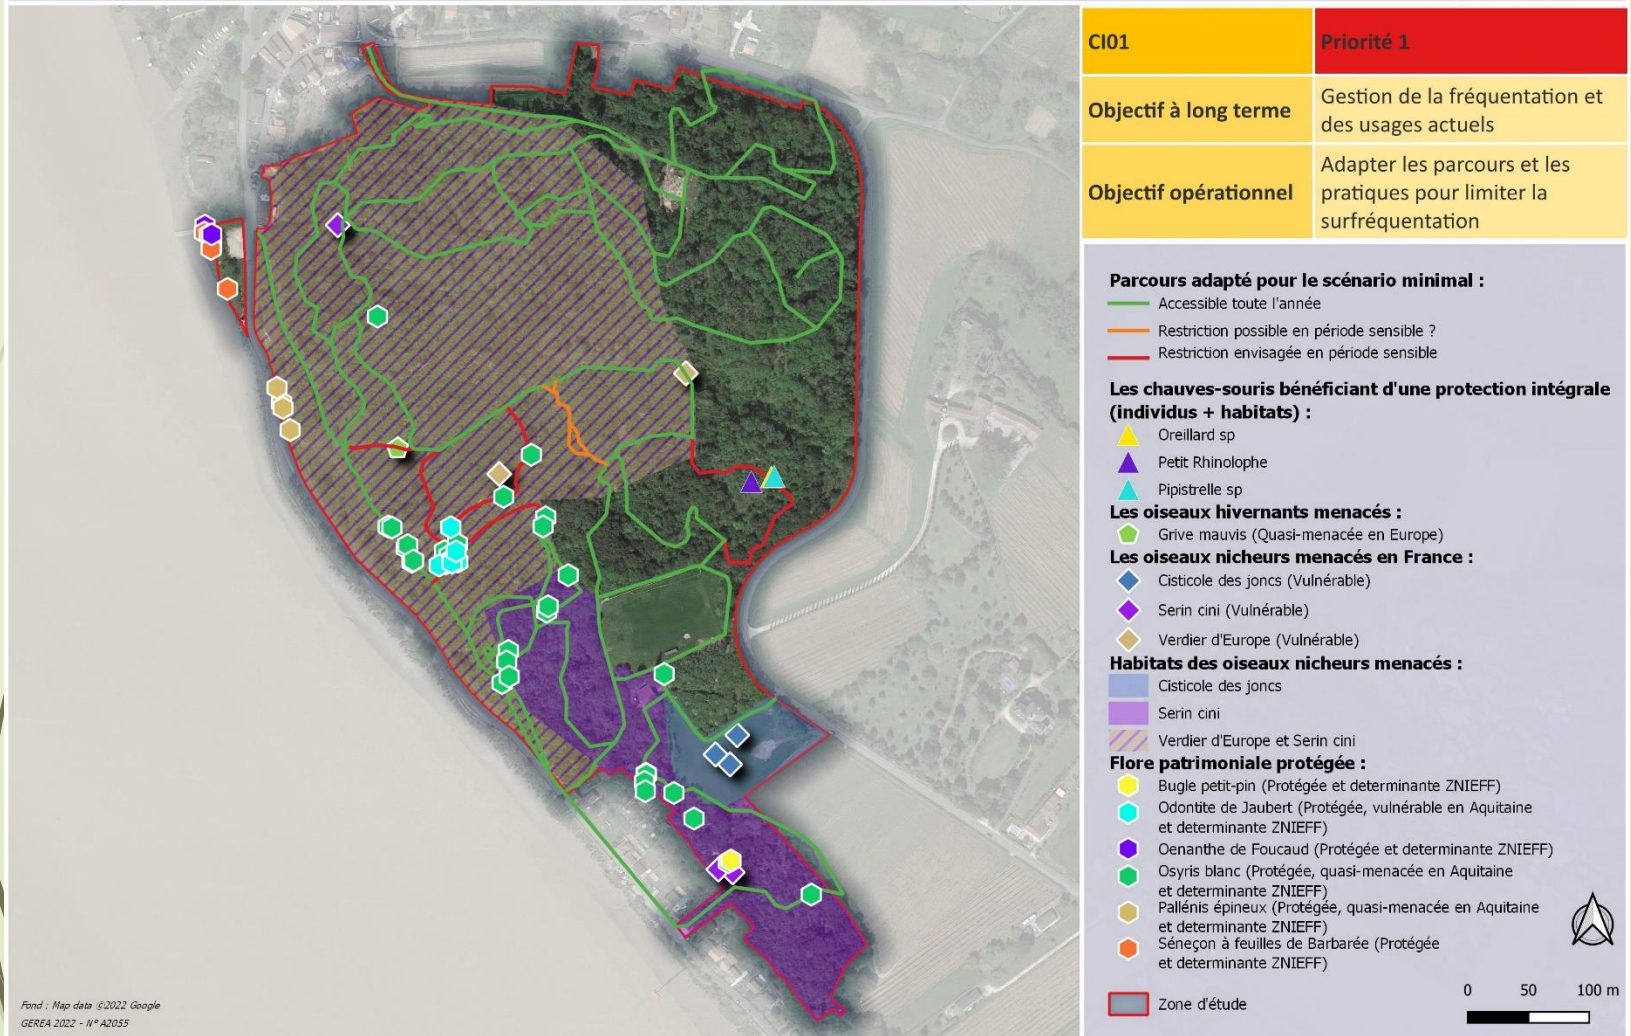 CI01
Priorité 1
Objectif à long terme
Gestion de la fréquentation et
des usages actuels
Objectif opérationnel
Adapter les parcours et les
pratiques pour limiter la
surfréquentation
Parcours adapté pour le scénario minimal :
Accessible toute l'année
Restriction possible en période sensible ?
Restriction envisagée en période sensible
Les chauves-souris bénéficiant d'une protection intégrale
(individus + habitats) :
Oreillard sp
Petit Rhinolophe
Pipistrelle sp
Les oiseaux hivernants menacés :
Grive mauvis (Quasi-menacée en Europe)
Les oiseaux nicheurs menacés en France :
Cisticole des joncs (Vulnérable)
Serin cini (Vulnérable)
Verdier d'Europe (Vulnérable)
Habitats des oiseaux nicheurs menacés :
Cisticole des joncs
Serin cini
Verdier d'Europe et Serin cini
Flore patrimoniale protégée :
Bugle petit-pin (Protégée et determinante ZNIEFF)
Odontite de Jaubert (Protégée, vulnérable en Aquitaine
et determinante ZNIEFF)
Oenanthe de Foucaud (Protégée et determinante ZNIEFF)
Osyris blanc (Protégée, quasi-menacée en Aquitaine
et determinante ZNIEFF)
Pallénis épineux (Protégée, quasi-menacée en Aquitaine
et determinante ZNIEFF)
Séneçon à feuilles de Barbarée (Protégée
et determinante ZNIEFF)
Zone d'étude
0 50 100 m
Fond : Map data ©2022 Google
GEREA 2022 - N° A2055